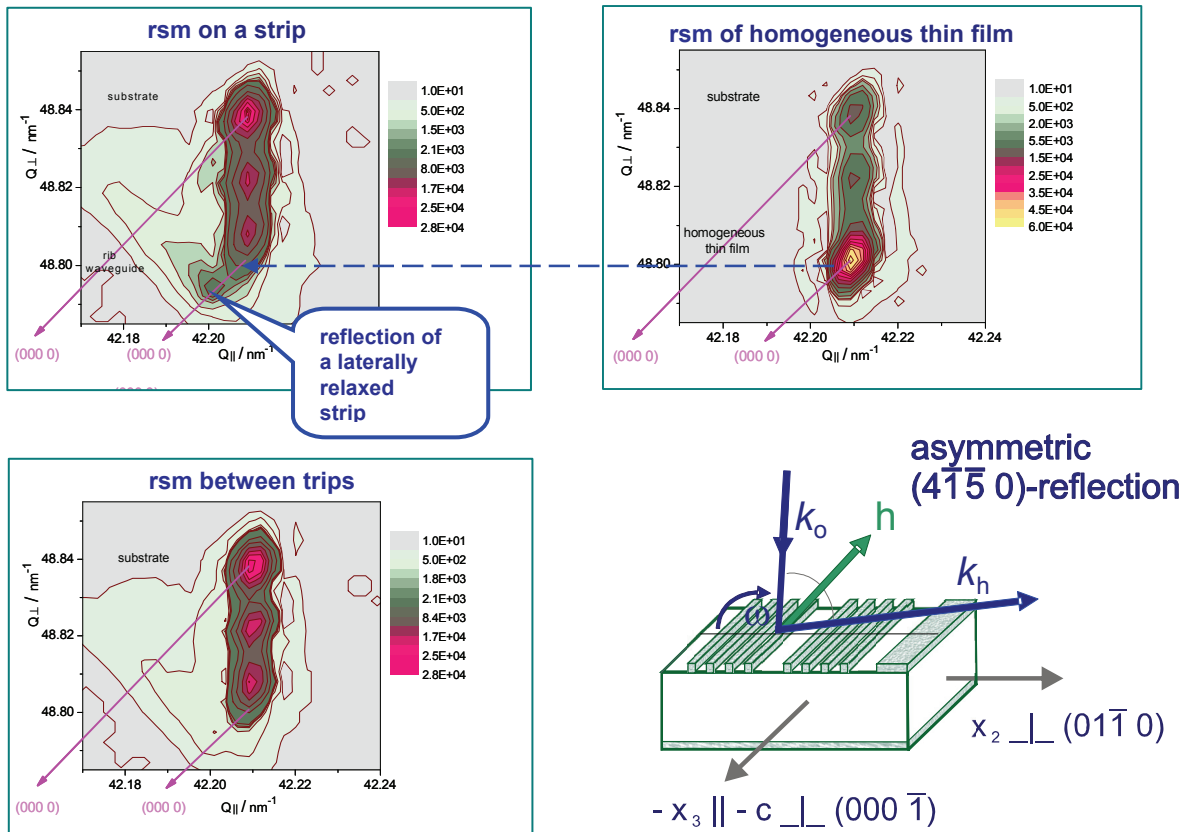 rsm on a strip
substrate
rib
waveguide
Q⊥ / nm⁻¹
48.84
48.82
48.80
42.18
42.20
Q|| / nm⁻¹
(000 0)
(000 0)
1.0E+01
5.0E+02
1.5E+03
2.1E+03
8.0E+03
1.7E+04
2.5E+04
2.8E+04
reflection of
a laterally
relaxed
strip
rsm of homogeneous thin film
substrate
homogeneous
thin film
Q⊥ / nm⁻¹
48.84
48.82
48.80
42.18
42.20
42.22
42.24
Q|| / nm⁻¹
(000 0)
(000 0)
1.0E+01
5.0E+02
2.0E+03
5.5E+03
1.5E+04
2.5E+04
3.5E+04
4.5E+04
6.0E+04
rsm between trips
substrate
Q⊥ / nm⁻¹
48.84
48.82
48.80
42.18
42.20
42.22
42.24
Q|| / nm⁻¹
(000 0)
(000 0)
1.0E+01
5.0E+02
1.8E+03
2.1E+03
8.4E+03
1.7E+04
2.5E+04
2.8E+04
asymmetric
(41̅5̅ 0)-reflection
kₒ
h
kₕ
ω
x₂ _|_ (011̅ 0)
- x₃ || - c _|_ (000 1̅)